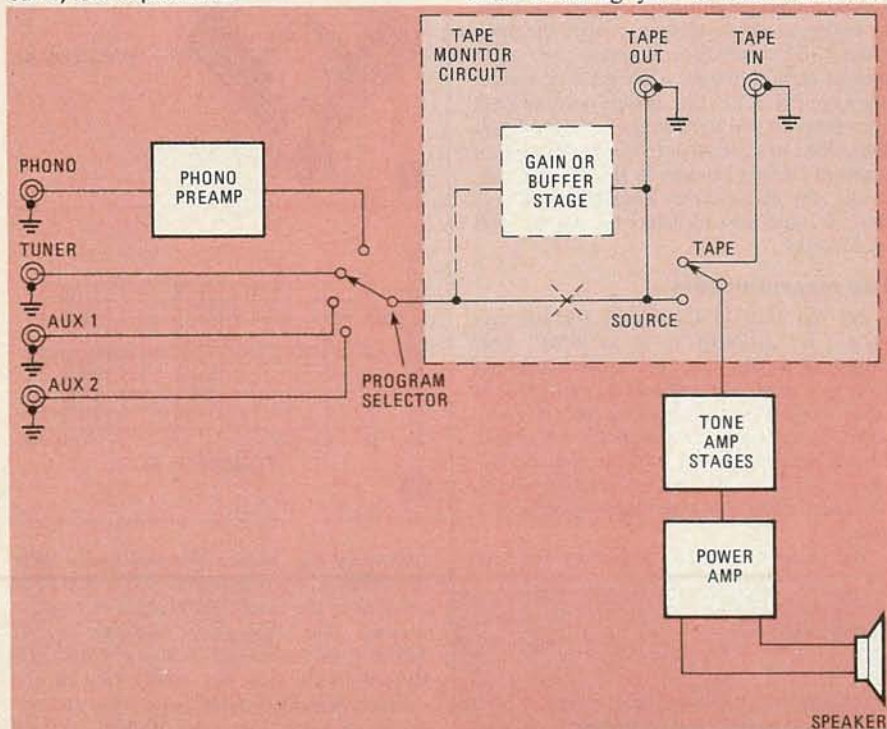 TAPE
MONITOR
CIRCUIT
TAPE
OUT
TAPE
IN
PHONO
PHONO
PREAMP
GAIN OR
BUFFER
STAGE
TUNER
TAPE
AUX 1
SOURCE
AUX 2
PROGRAM
SELECTOR
TONE
AMP
STAGES
POWER
AMP
SPEAKER